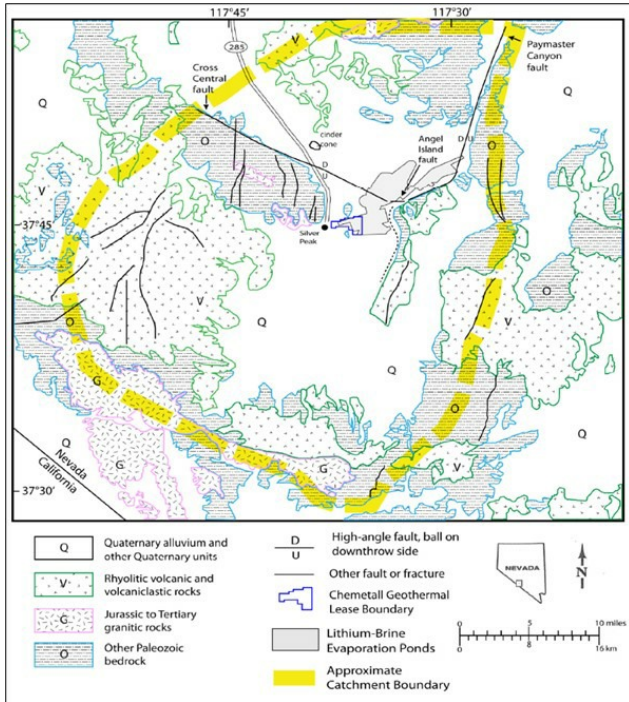 117°45'
117°30'
285
V
Paymaster
Canyon
fault
Cross
Central
fault
Q
Q
Q
cinder
cone
Angel
Island
fault
D U
O
O
D
U
V
37°45'
Silver
Peak
V
Q
Q
O
V
O
G
O
Q
G
G
V
Q
Nevada
California
37°30'
Q
Quaternary alluvium and
other Quaternary units
V
Rhyolitic volcanic and
volcaniclastic rocks
G
Jurassic to Tertiary
granitic rocks
O
Other Paleozoic
bedrock
D
U
High-angle fault, ball on
downthrow side
Other fault or fracture
Chemetall Geothermal
Lease Boundary
Lithium-Brine
Evaporation Ponds
Approximate
Catchment Boundary
NEVADA
N
0 5 10 miles
0 8 16 km